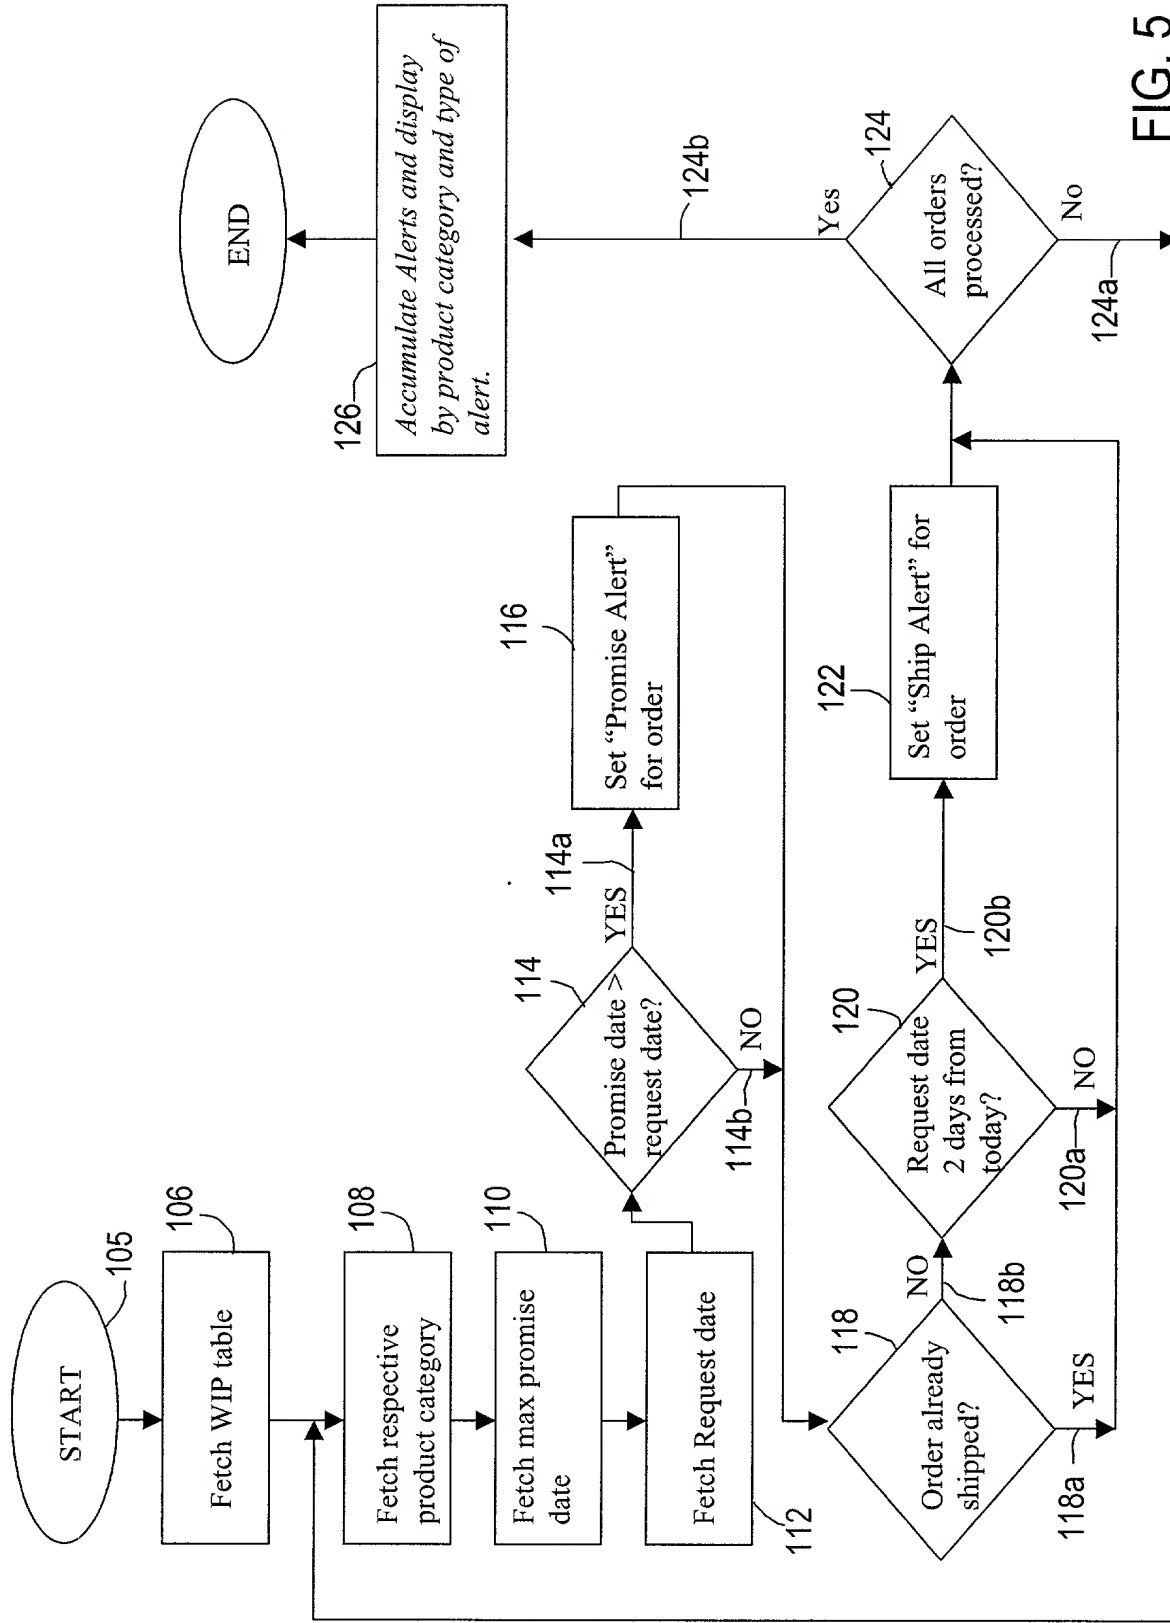 START
105
Fetch WIP table
106
Fetch respective
product category
108
Fetch max promise
date
110
Fetch Request date
112
Promise date >
request date?
114
YES
114a
NO
114b
Set “Promise Alert”
for order
116
Order already
shipped?
118
YES
118a
NO
118b
Request date
2 days from
today?
120
NO
120a
YES
120b
Set “Ship Alert” for
order
122
All orders
processed?
124
No
124a
Yes
124b
Accumulate Alerts and display
by product category and type of
alert.
126
END
FIG. 5